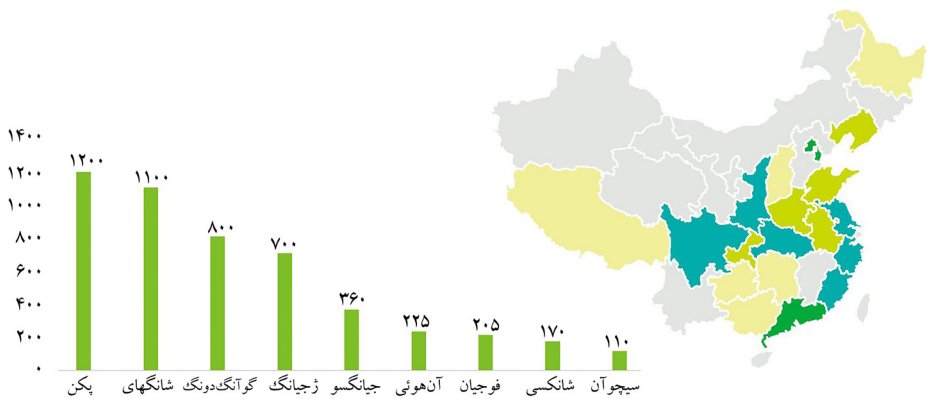 ۱۴۰۰
۱۲۰۰
۱۰۰۰
۸۰۰
۶۰۰
۴۰۰
۲۰۰
۰
۱۲۰۰
۱۱۰۰
۸۰۰
۷۰۰
۳۶۰
۲۲۵
۲۰۵
۱۷۰
۱۱۰
پکن
شانگهای
گوآنگ‌دونگ
ژجیانگ
جیانگسو
آن‌هوئی
فوجیان
شانکسی
سیچوآن